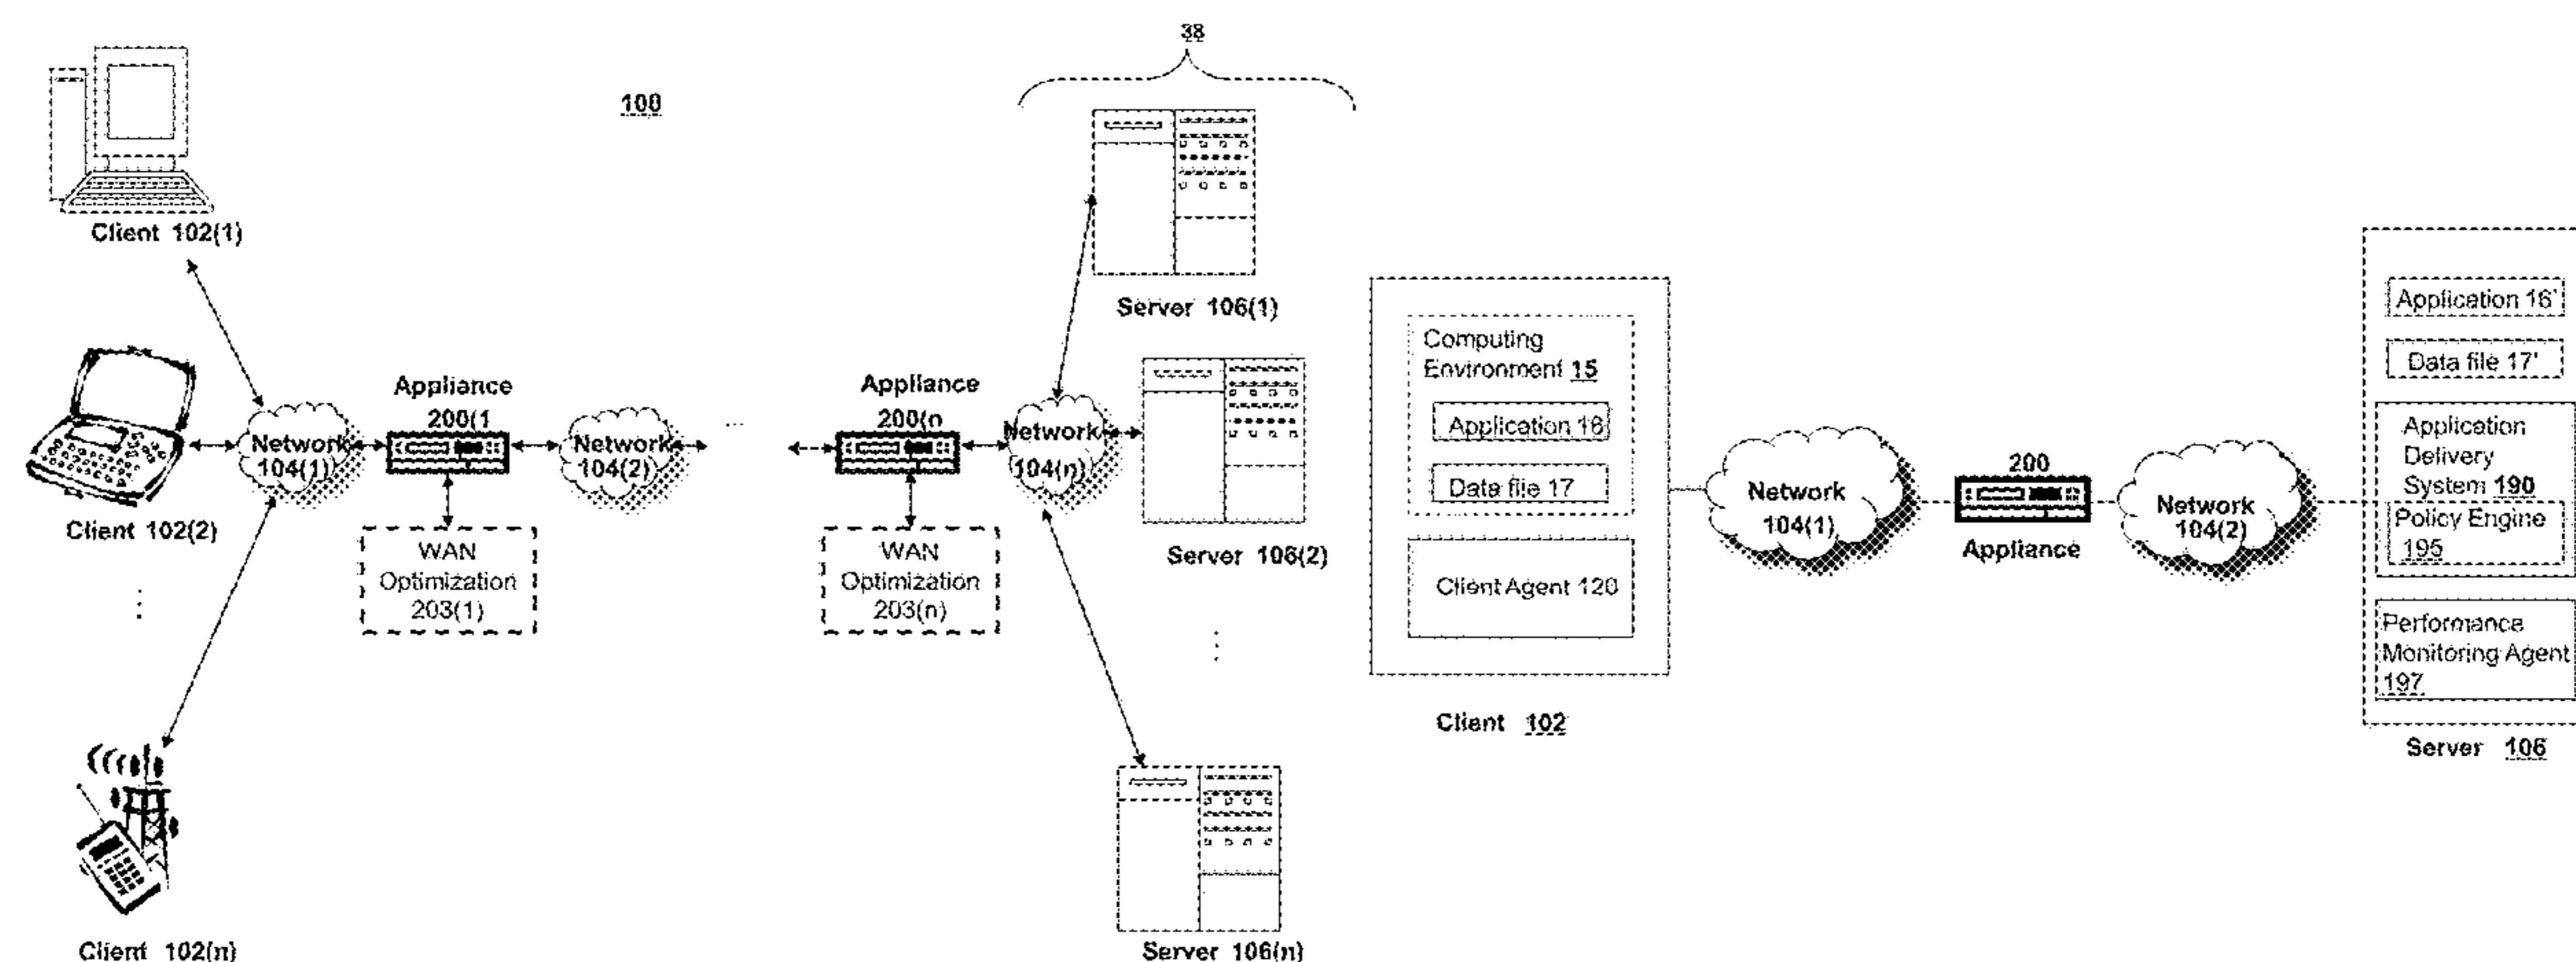 38
100
Client 102(1)
Server 106(1)
Appliance
200(1
Network
104(1)
Network
104(2)
...
Appliance
200(n
Network
104(n)
Client 102(2)
WAN
Optimization
203(1)
WAN
Optimization
203(n)
Server 106(2)
Client 102(n)
Server 106(n)
Computing
Environment 15
Application 16
Data file 17
Client Agent 120
Client 102
Network
104(1)
200
Appliance
Network
104(2)
Application 16'
Data file 17'
Application
Delivery
System 190
Policy Engine
195
Performance
Monitoring Agent
197
Server 106